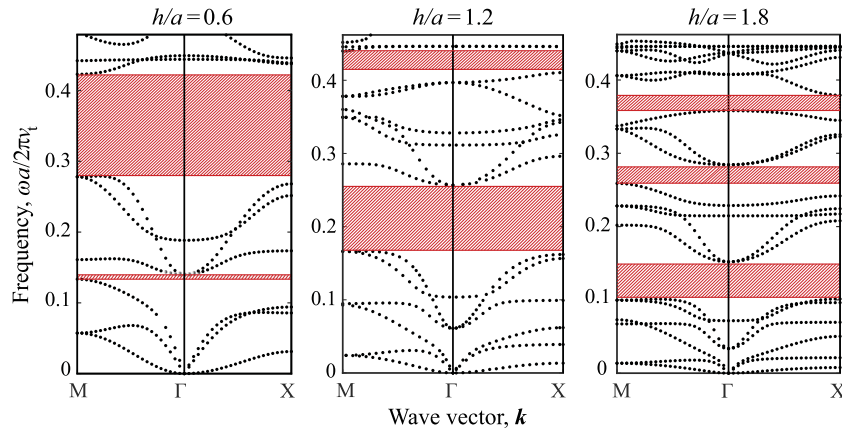 h/a = 0.6 h/a = 1.2 h/a = 1.8
Frequency, ωa/2πνt
0.4 0.4 0.4
0.3 0.3 0.3
0.2 0.2 0.2
0.1 0.1 0.1
0 0 0
M Γ X M Γ X M Γ X
Wave vector, k